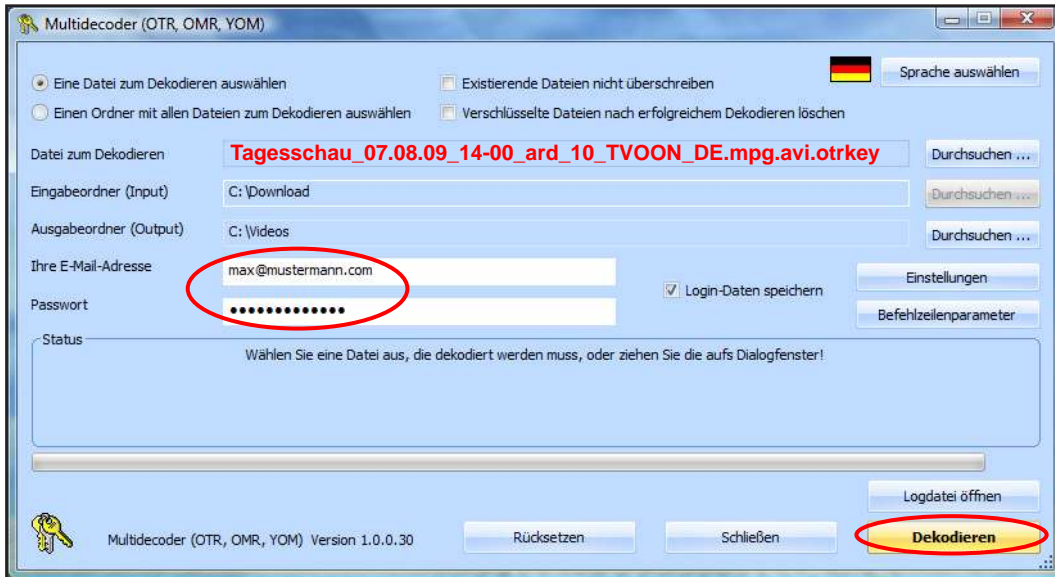 Multidecoder (OTR, OMR, YOM)
Eine Datei zum Dekodieren auswählen
Existierende Dateien nicht überschreiben
Sprache auswählen
Einen Ordner mit allen Dateien zum Dekodieren auswählen
Verschlüsselte Dateien nach erfolgreichem Dekodieren löschen
Datei zum Dekodieren
Tagesschau_07.08.09_14-00_ard_10_TVOON_DE.mpg.avi.otrkey
Durchsuchen ...
Eingabeordner (Input)
C:\Download
Durchsuchen ...
Ausgabeordner (Output)
C:\Videos
Durchsuchen ...
Ihre E-Mail-Adresse
max@mustermann.com
Einstellungen
Login-Daten speichern
Passwort
•••••••••••••
Befehlzeilenparameter
Status
Wählen Sie eine Datei aus, die dekodiert werden muss, oder ziehen Sie die aufs Dialogfenster!
Logdatei öffnen
Multidecoder (OTR, OMR, YOM) Version 1.0.0.30
Rücksetzen
Schließen
Dekodieren